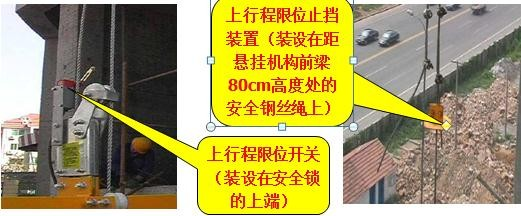 上行程限位止挡
装置（装设在距
悬挂机构前梁
80cm高度处的
安全钢丝绳上）
上行程限位开关
（装设在安全锁
的上端）